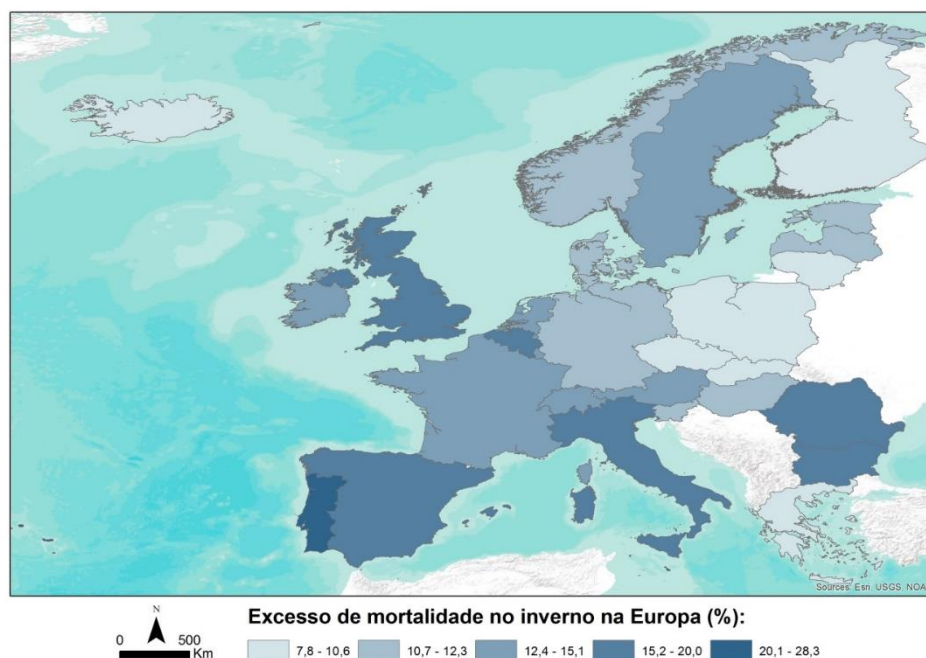 Sources: Esri, USGS, NOA
N
0 500
Km
Excesso de mortalidade no inverno na Europa (%):
7,8 - 10,6 10,7 - 12,3 12,4 - 15,1 15,2 - 20,0 20,1 - 28,3